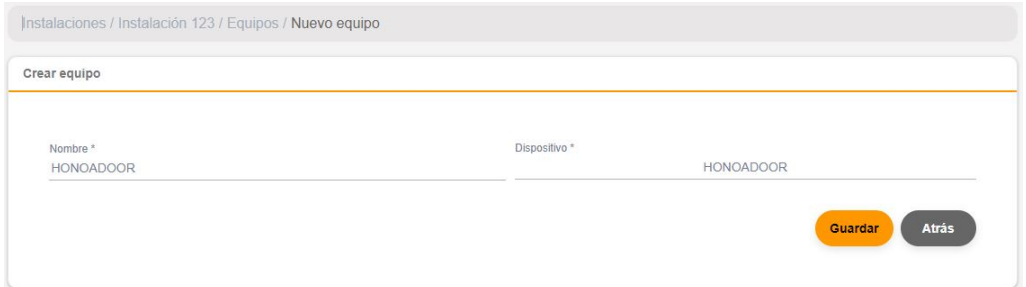 Instalaciones / Instalación 123 / Equipos / Nuevo equipo
Crear equipo
Nombre *
HONOADOOR
Dispositivo *
HONOADOOR
Guardar
Atrás